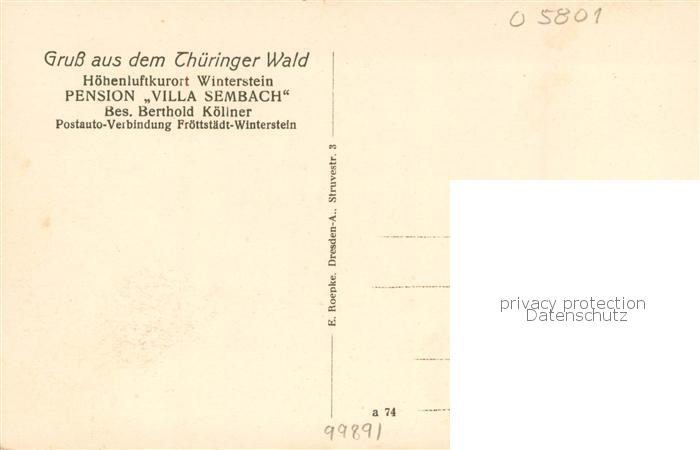 O 5801
Gruß aus dem Thüringer Wald
Höhenluftkurort Winterstein
PENSION „VILLA SEMBACH“
Bes. Berthold Köllner
Postauto-Verbindung Fröttstädt-Winterstein
E. Roepke, Dresden-A., Struvestr. 3
privacy protection
Datenschutz
a 74
99891